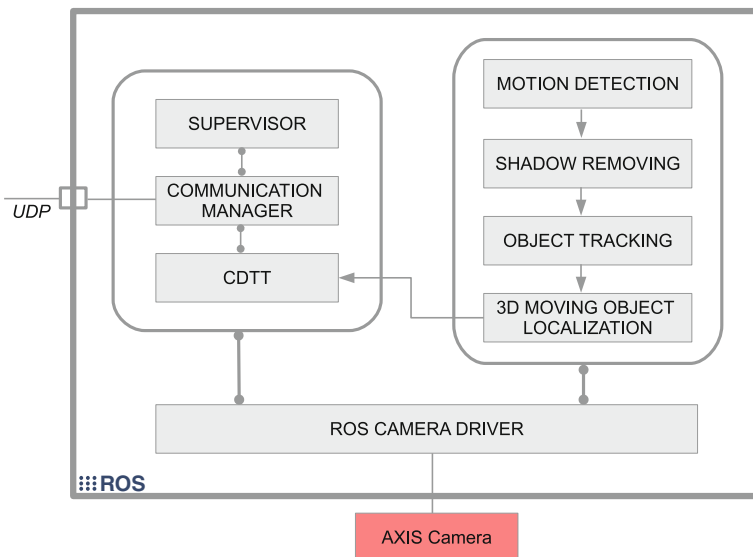 SUPERVISOR
COMMUNICATION
MANAGER
CDTT
UDP
MOTION DETECTION
SHADOW REMOVING
OBJECT TRACKING
3D MOVING OBJECT
LOCALIZATION
ROS CAMERA DRIVER
ROS
AXIS Camera